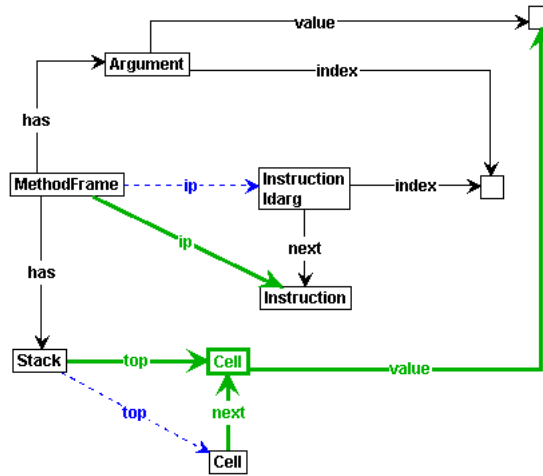 value
Argument
index
has
MethodFrame
ip
Instruction
ldarg
index
ip
next
has
Instruction
Stack
top
Cell
value
top
next
Cell